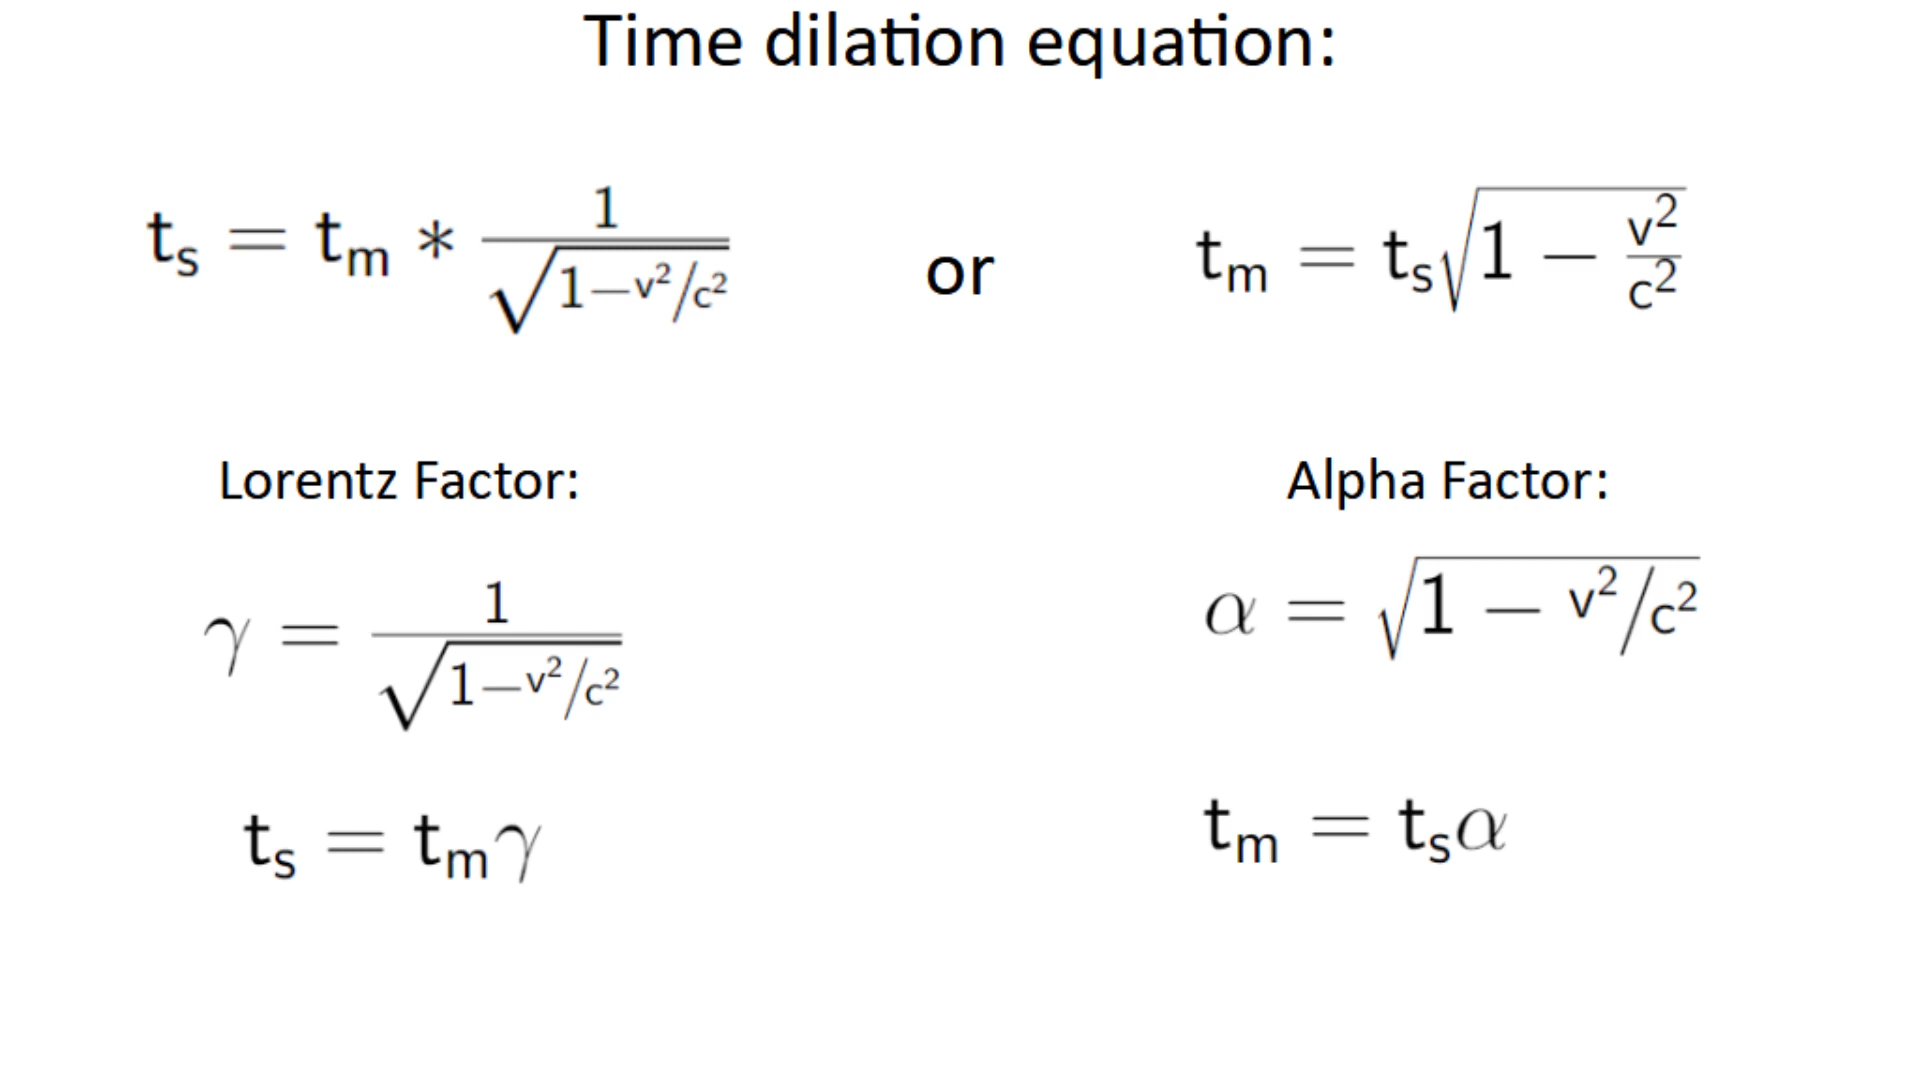 Time dilation equation:
tₛ = tₘ * 1/√(1−v²/c²) or tₘ = tₛ√(1 − v²/c²)
Lorentz Factor: Alpha Factor:
γ = 1/√(1−v²/c²) α = √(1 − v²/c²)
tₛ = tₘγ tₘ = tₛα